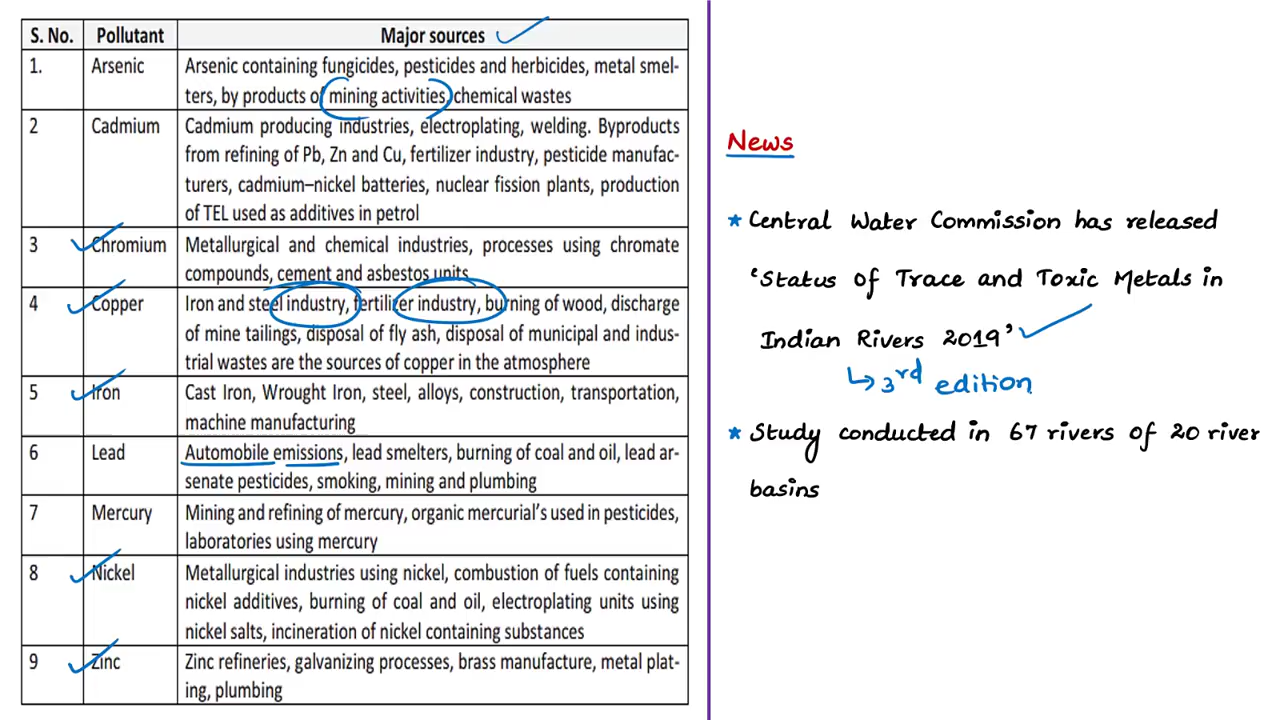 S. No. Pollutant Major sources
1. Arsenic Arsenic containing fungicides, pesticides and herbicides, metal smel-
ters, by products of mining activities, chemical wastes
2 Cadmium Cadmium producing industries, electroplating, welding. Byproducts
from refining of Pb, Zn and Cu, fertilizer industry, pesticide manufac-
turers, cadmium–nickel batteries, nuclear fission plants, production
of TEL used as additives in petrol
3 Chromium Metallurgical and chemical industries, processes using chromate
compounds, cement and asbestos units
4 Copper Iron and steel industry, fertilizer industry, burning of wood, discharge
of mine tailings, disposal of fly ash, disposal of municipal and indus-
trial wastes are the sources of copper in the atmosphere
5 Iron Cast Iron, Wrought Iron, steel, alloys, construction, transportation,
machine manufacturing
6 Lead Automobile emissions, lead smelters, burning of coal and oil, lead ar-
senate pesticides, smoking, mining and plumbing
7 Mercury Mining and refining of mercury, organic mercurial's used in pesticides,
laboratories using mercury
8 Nickel Metallurgical industries using nickel, combustion of fuels containing
nickel additives, burning of coal and oil, electroplating units using
nickel salts, incineration of nickel containing substances
9 Zinc Zinc refineries, galvanizing processes, brass manufacture, metal plat-
ing, plumbing
News
* Central Water Commission has released
'Status of Trace and Toxic Metals in
Indian Rivers 2019'
↳ 3rd edition
* Study conducted in 67 rivers of 20 river
basins